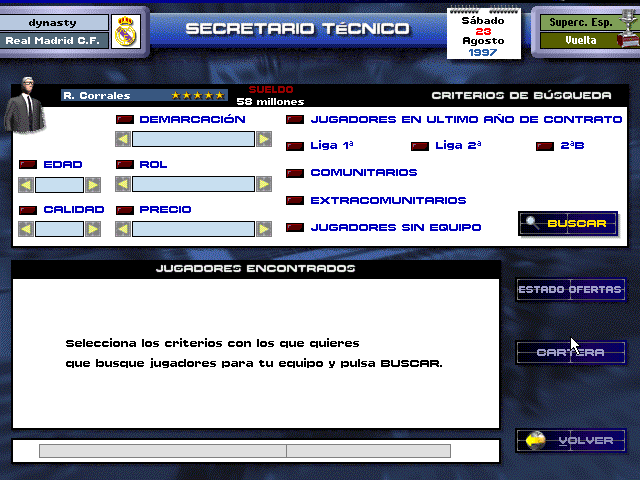 dynasty
Real Madrid C.F.
SECRETARIO TÉCNICO
Sábado
23
Agosto
1997
Superc. Esp.
Vuelta
R. Corrales
SUELDO
58 millones
CRITERIOS DE BÚSQUEDA
DEMARCACIÓN
JUGADORES EN ULTIMO AÑO DE CONTRATO
Liga 1ª
Liga 2ª
2ªB
EDAD
ROL
COMUNITARIOS
EXTRACOMUNITARIOS
CALIDAD
PRECIO
JUGADORES SIN EQUIPO
BUSCAR
JUGADORES ENCONTRADOS
ESTADO OFERTAS
Selecciona los criterios con los que quieres
que busque jugadores para tu equipo y pulsa BUSCAR.
CARTERA
VOLVER